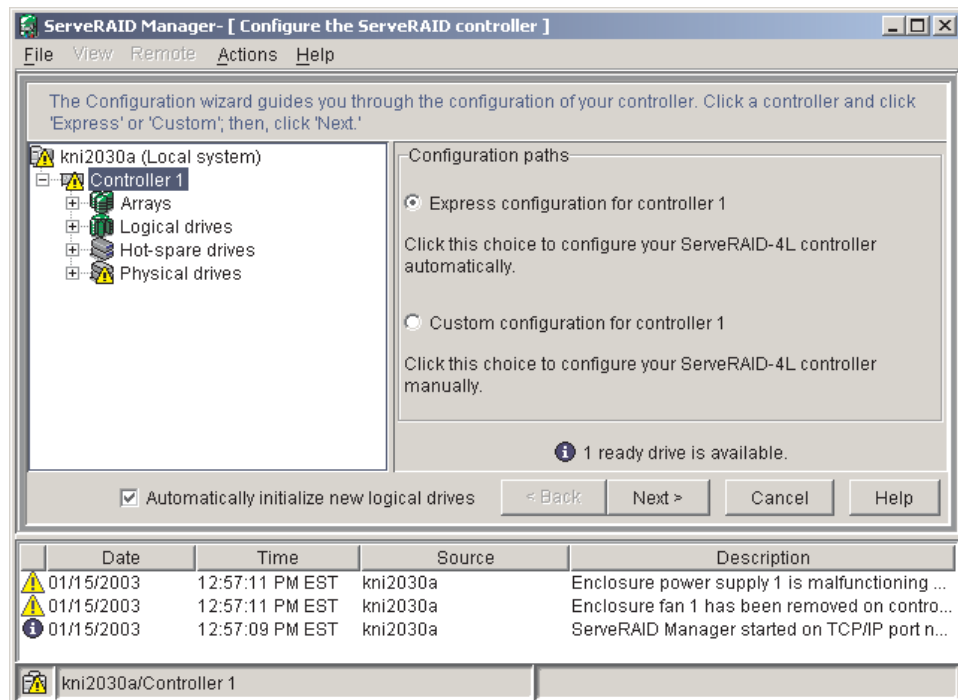 ServeRAID Manager- [ Configure the ServeRAID controller ]
File View Remote Actions Help
The Configuration wizard guides you through the configuration of your controller. Click a controller and click
'Express' or 'Custom'; then, click 'Next.'
kni2030a (Local system)
Controller 1
Arrays
Logical drives
Hot-spare drives
Physical drives
Configuration paths
Express configuration for controller 1
Click this choice to configure your ServeRAID-4L controller
automatically.
Custom configuration for controller 1
Click this choice to configure your ServeRAID-4L controller
manually.
1 ready drive is available.
Automatically initialize new logical drives < Back Next > Cancel Help
Date Time Source Description
01/15/2003 12:57:11 PM EST kni2030a Enclosure power supply 1 is malfunctioning ...
01/15/2003 12:57:11 PM EST kni2030a Enclosure fan 1 has been removed on contro...
01/15/2003 12:57:09 PM EST kni2030a ServeRAID Manager started on TCP/IP port n...
kni2030a/Controller 1